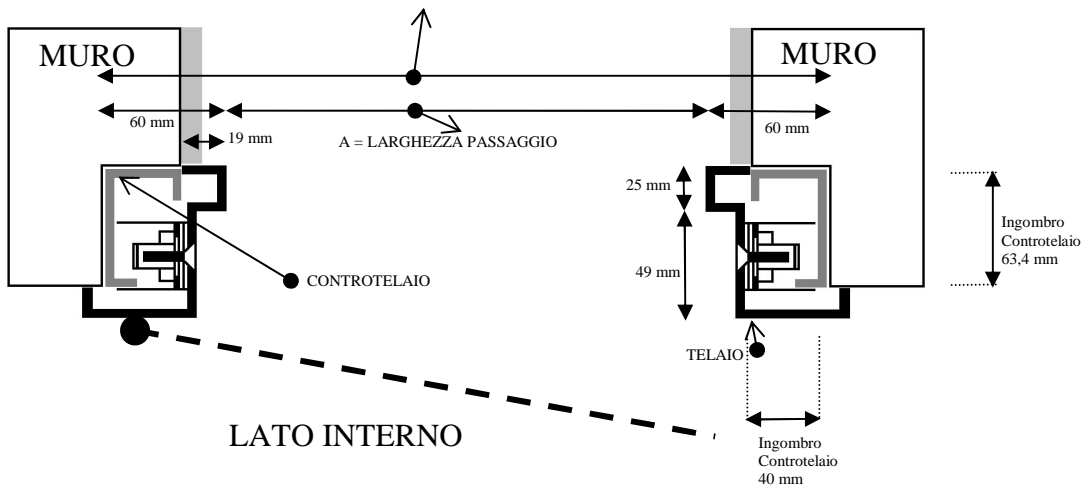 MURO
MURO
60 mm
60 mm
19 mm
A = LARGHEZZA PASSAGGIO
25 mm
Ingombro
Controtelaio
63,4 mm
49 mm
CONTROTELAIO
TELAIO
LATO INTERNO
Ingombro
Controtelaio
40 mm